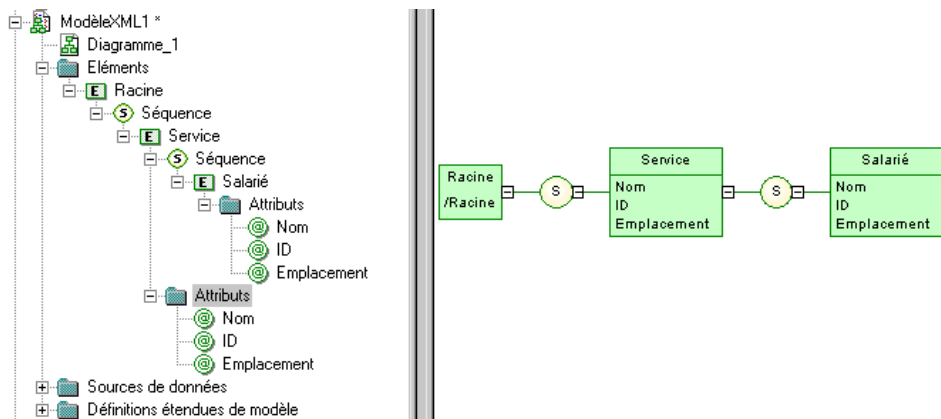 ModèleXML1 *
Diagramme_1
Eléments
E Racine
S Séquence
E Service
S Séquence
E Salarié
Attributs
@ Nom
@ ID
@ Emplacement
Attributs
@ Nom
@ ID
@ Emplacement
Sources de données
Définitions étendues de modèle
Racine
/Racine
S
Service
Nom
ID
Emplacement
S
Salarié
Nom
ID
Emplacement